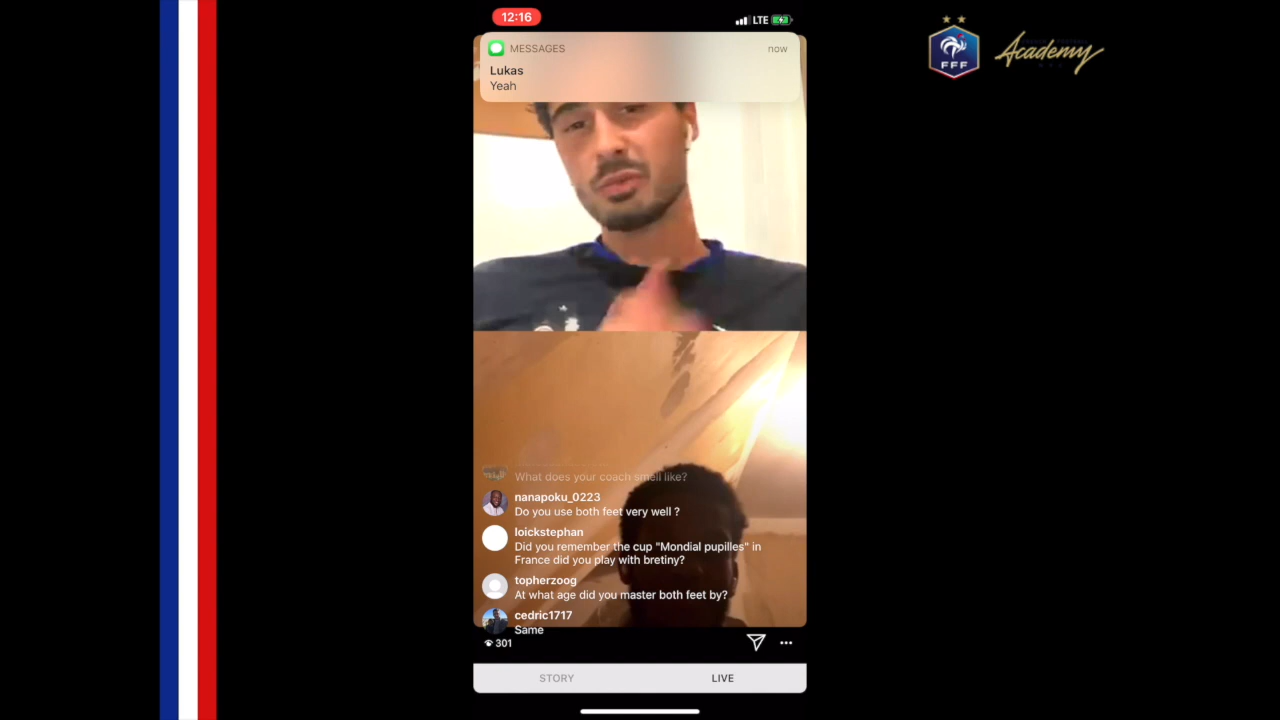 12:16
LTE
MESSAGES
now
Lukas
Yeah
FFF
Academy
What does your coach smell like?
nanapoku_0223
Do you use both feet very well ?
loickstephan
Did you remember the cup "Mondial pupilles" in
France did you play with bretiny?
topherzoog
At what age did you master both feet by?
cedric1717
Same
301
STORY
LIVE